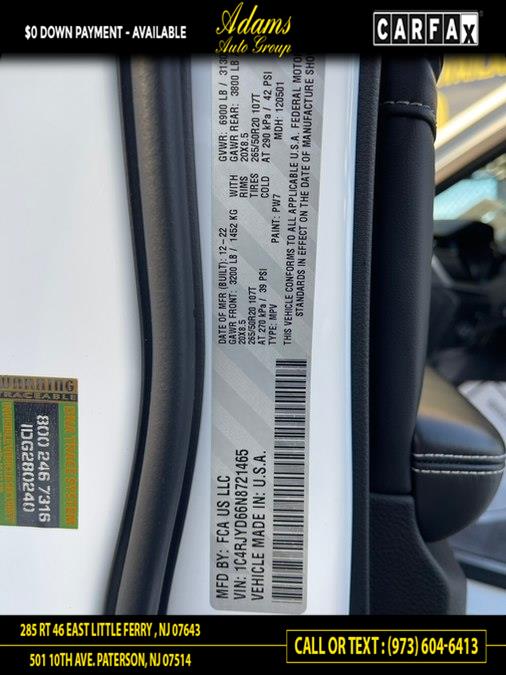 $0 DOWN PAYMENT - AVAILABLE
Adams
Auto Group
CARFAX
MFD BY: FCA US LLC
VIN: 1C4RJYD66N8721465
VEHICLE MADE IN: U.S.A.
DATE OF MFR (BUILT): 12-22
GAWR FRONT: 3200 LB / 1452 KG
20X8.5
265/50R20 107T
AT 270 kPa / 39 PSI
TYPE: MPV
WITH
RIMS
TIRES
COLD
PAINT: PW7
GVWR: 6900 LB / 313
GAWR REAR: 3800 LB
20X8.5
265/50R20 107T
AT 290 kPa / 42 PSI
MDH: 120501
THIS VEHICLE CONFORMS TO ALL APPLICABLE U.S.A. FEDERAL MOTOR
STANDARDS IN EFFECT ON THE DATE OF MANUFACTURE SHO
WARNING
TRACEABLE
800 246 7316
IIDG280240
285 RT 46 EAST LITTLE FERRY , NJ 07643
501 10TH AVE. PATERSON, NJ 07514
CALL OR TEXT : (973) 604-6413